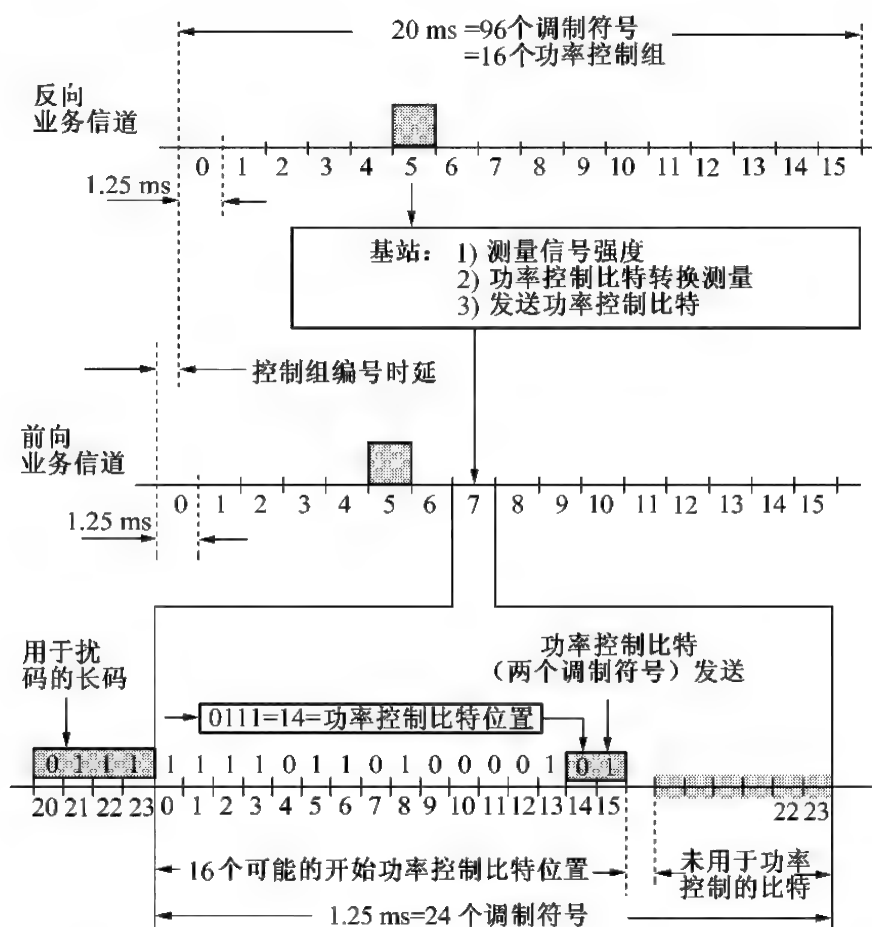 20 ms =96个调制符号
=16个功率控制组
反向
业务信道
0 1 2 3 4 5 6 7 8 9 10 11 12 13 14 15
1.25 ms
基站： 1) 测量信号强度
2) 功率控制比特转换测量
3) 发送功率控制比特
控制组编号时延
前向
业务信道
0 1 2 3 4 5 6 7 8 9 10 11 12 13 14 15
1.25 ms
用于扰
码的长码
功率控制比特
（两个调制符号）发送
0111=14=功率控制比特位置
0 1 1 1 1 1 1 1 0 1 1 0 1 0 0 0 0 1 0 1
20 21 22 23 0 1 2 3 4 5 6 7 8 9 10 11 12 13 14 15 22 23
16个可能的开始功率控制比特位置
未用于功率
控制的比特
1.25 ms=24个调制符号